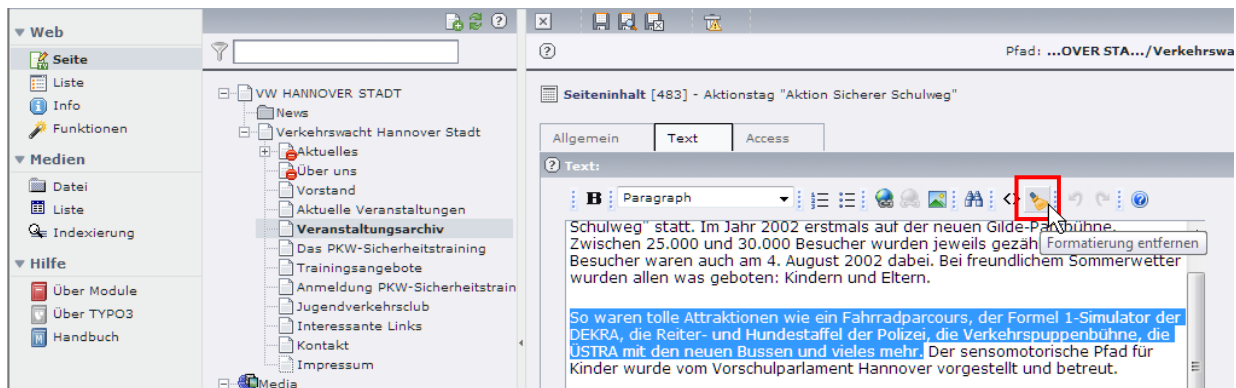 Web
Seite
Liste
Info
Funktionen
Medien
Datei
Liste
Indexierung
Hilfe
Über Module
Über TYPO3
Handbuch
VW HANNOVER STADT
News
Verkehrswacht Hannover Stadt
Aktuelles
Über uns
Vorstand
Aktuelle Veranstaltungen
Veranstaltungsarchiv
Das PKW-Sicherheitstraining
Trainingsangebote
Anmeldung PKW-Sicherheitstrain
Jugendverkehrsclub
Interessante Links
Kontakt
Impressum
Media
Pfad: ...OVER STA.../Verkehrswa
Seiteninhalt [483] - Aktionstag "Aktion Sicherer Schulweg"
Allgemein Text Access
Text:
B Paragraph
Schulweg" statt. Im Jahr 2002 erstmals auf der neuen
Zwischen 25.000 und 30.000 Besucher wurden jeweils
Formatierung entfernen
Besucher waren auch am 4. August 2002 dabei. Bei freundlichem Sommerwetter
wurden allen was geboten: Kindern und Eltern.
So waren tolle Attraktionen wie ein Fahrradparcours, der Formel 1-Simulator der
DEKRA, die Reiter- und Hundestaffel der Polizei, die Verkehrspuppenbühne, die
ÜSTRA mit den neuen Bussen und vieles mehr. Der sensomotorische Pfad für
Kinder wurde vom Vorschulparlament Hannover vorgestellt und betreut.